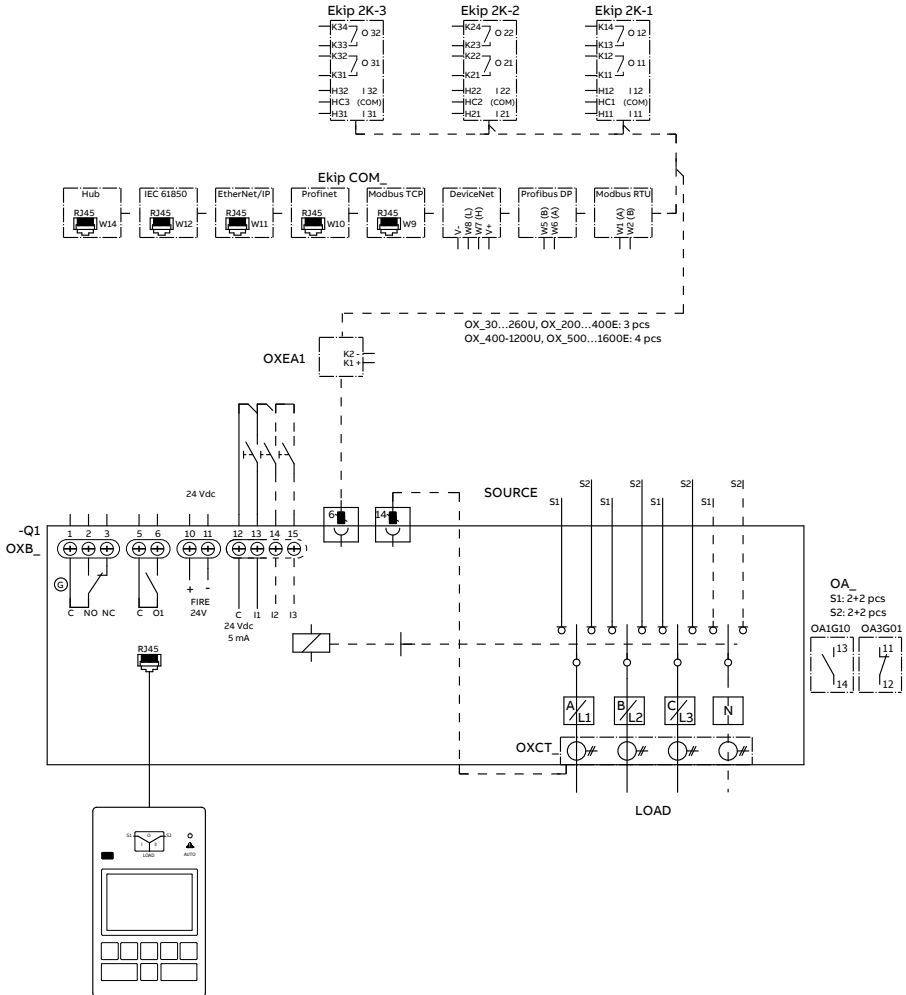 Ekip 2K-3 Ekip 2K-2 Ekip 2K-1
K34 O 32 K24 O 22 K14 O 12
K33 K23 K13
K32 O 31 K22 O 21 K12 O 11
K31 K21 K11
H32 I 32 H22 I 22 H12 I 12
HC3 (COM) HC2 (COM) HC1 (COM)
H31 I 31 H21 I 21 H11 I 11
Ekip COM_
Hub IEC 61850 EtherNet/IP Profinet Modbus TCP DeviceNet Profibus DP Modbus RTU
RJ45 W14 RJ45 W12 RJ45 W11 RJ45 W10 RJ45 W9
V- W8 (L) W7 (H) V+ W5 (B) W6 (A) W1 (A) W2 (B)
OX_30...260U, OX_200...400E: 3 pcs
OX_400-1200U, OX_500...1600E: 4 pcs
OXEA1
K2 -
K1 +
24 Vdc
SOURCE
S1 S2 S1 S2 S1 S2 S1 S2
6 14
-Q1
OXB_
1 2 3 5 6 10 11 12 13 14 15
G
C NO NC C O1
+ -
FIRE
24V
C I1 I2 I3
24 Vdc
5 mA
RJ45
OA_
S1: 2+2 pcs
S2: 2+2 pcs
OA1G10 OA3G01
13 11
14 12
A L1 B L2 C L3 N
OXCT_
LOAD
S1 O S2
I II
LOAD AUTO